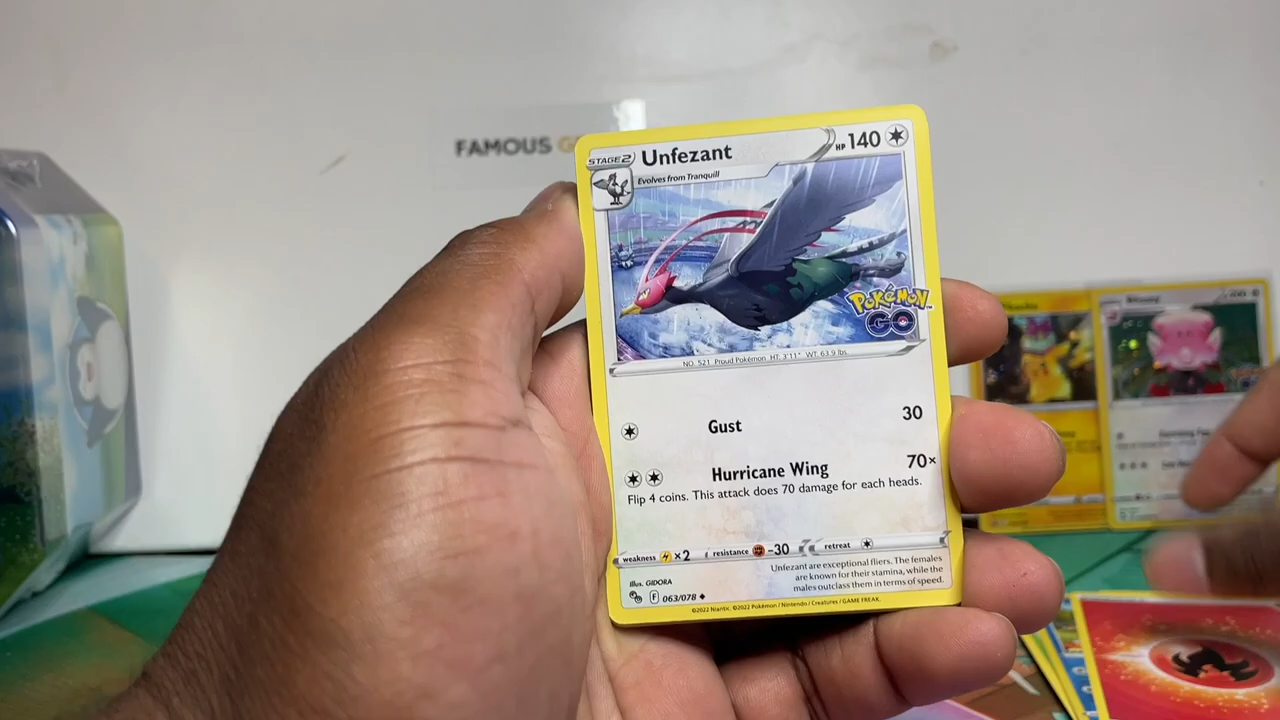 FAMOUS G
STAGE 2
Unfezant
HP 140
Evolves from Tranquill
POKÉMON
GO
NO. 521 Proud Pokémon HT: 3'11" WT: 63.9 lbs.
Gust 30
Hurricane Wing 70×
Flip 4 coins. This attack does 70 damage for each heads.
weakness ×2 resistance -30 retreat
Unfezant are exceptional fliers. The females
are known for their stamina, while the
males outclass them in terms of speed.
Illus. GIDORA
F 063/078
©2022 Niantic. ©2022 Pokémon / Nintendo / Creatures / GAME FREAK.
Blissey